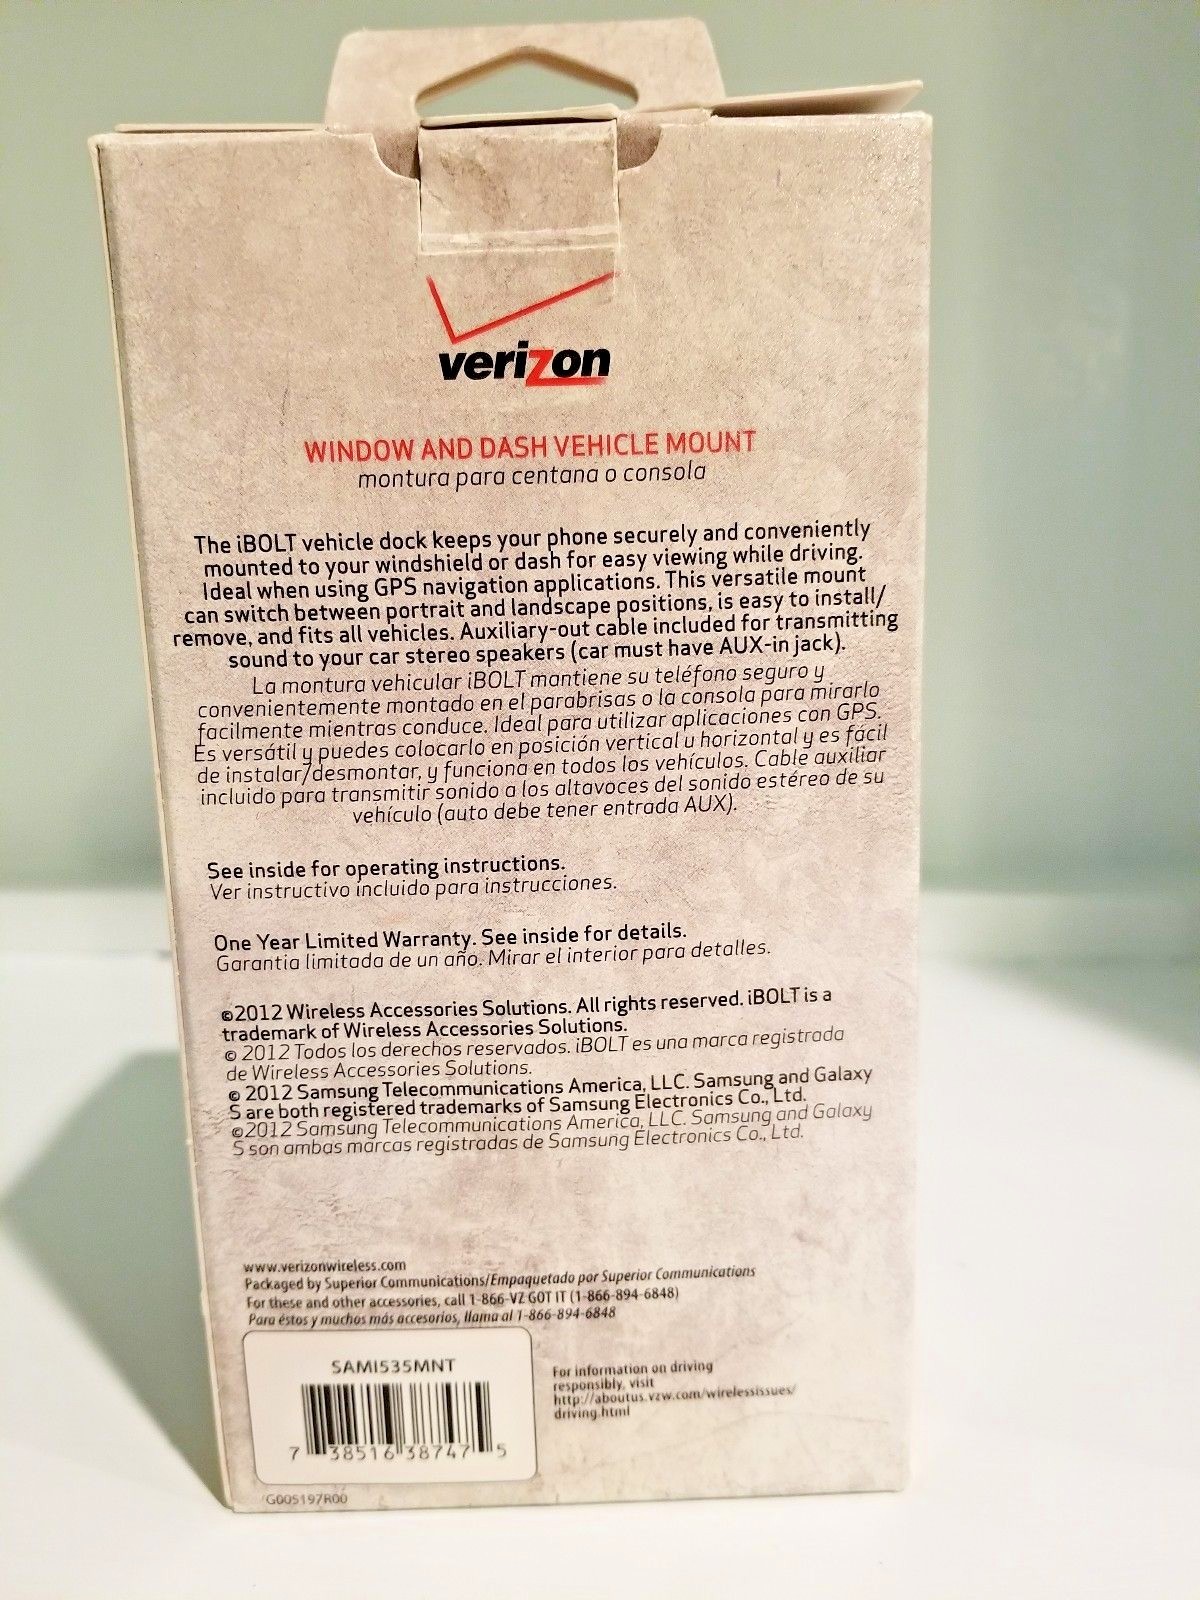 verizon
WINDOW AND DASH VEHICLE MOUNT
montura para centana o consola
The iBOLT vehicle dock keeps your phone securely and conveniently
mounted to your windshield or dash for easy viewing while driving.
Ideal when using GPS navigation applications. This versatile mount
can switch between portrait and landscape positions, is easy to install/
remove, and fits all vehicles. Auxiliary-out cable included for transmitting
sound to your car stereo speakers (car must have AUX-in jack).
La montura vehicular iBOLT mantiene su teléfono seguro y
convenientemente montado en el parabrisas o la consola para mirarlo
facilmente mientras conduce. Ideal para utilizar aplicaciones con GPS.
Es versátil y puedes colocarlo en posición vertical u horizontal y es fácil
de instalar/desmontar, y funciona en todos los vehículos. Cable auxiliar
incluido para transmitir sonido a los altavoces del sonido estéreo de su
vehículo (auto debe tener entrada AUX).
See inside for operating instructions.
Ver instructivo incluido para instrucciones.
One Year Limited Warranty. See inside for details.
Garantia limitada de un año. Mirar el interior para detalles.
©2012 Wireless Accessories Solutions. All rights reserved. iBOLT is a
trademark of Wireless Accessories Solutions.
© 2012 Todos los derechos reservados. iBOLT es una marca registrada
de Wireless Accessories Solutions.
© 2012 Samsung Telecommunications America, LLC. Samsung and Galaxy
S are both registered trademarks of Samsung Electronics Co., Ltd.
©2012 Samsung Telecommunications America, LLC. Samsung and Galaxy
S son ambas marcas registradas de Samsung Electronics Co., Ltd.
www.verizonwireless.com
Packaged by Superior Communications/Empaquetado por Superior Communications
For these and other accessories, call 1-866-VZ GOT IT (1-866-894-6848)
Para éstos y muchos más accesorios, llama al 1-866-894-6848
SAMI535MNT
7 38516 38747 5
For information on driving
responsibly, visit
http://aboutus.vzw.com/wirelessissues/
driving.html
G005197R00